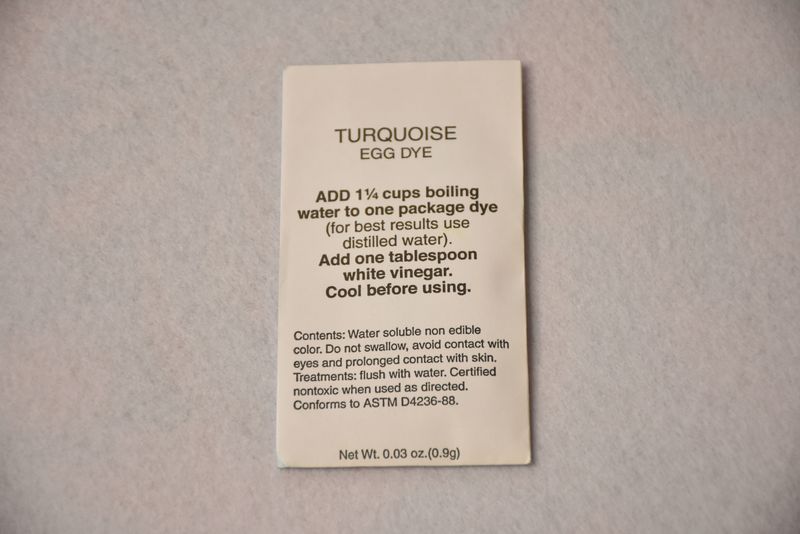 TURQUOISE
EGG DYE
ADD 1¼ cups boiling
water to one package dye
(for best results use
distilled water).
Add one tablespoon
white vinegar.
Cool before using.
Contents: Water soluble non edible
color. Do not swallow, avoid contact with
eyes and prolonged contact with skin.
Treatments: flush with water. Certified
nontoxic when used as directed.
Conforms to ASTM D4236-88.
Net Wt. 0.03 oz.(0.9g)